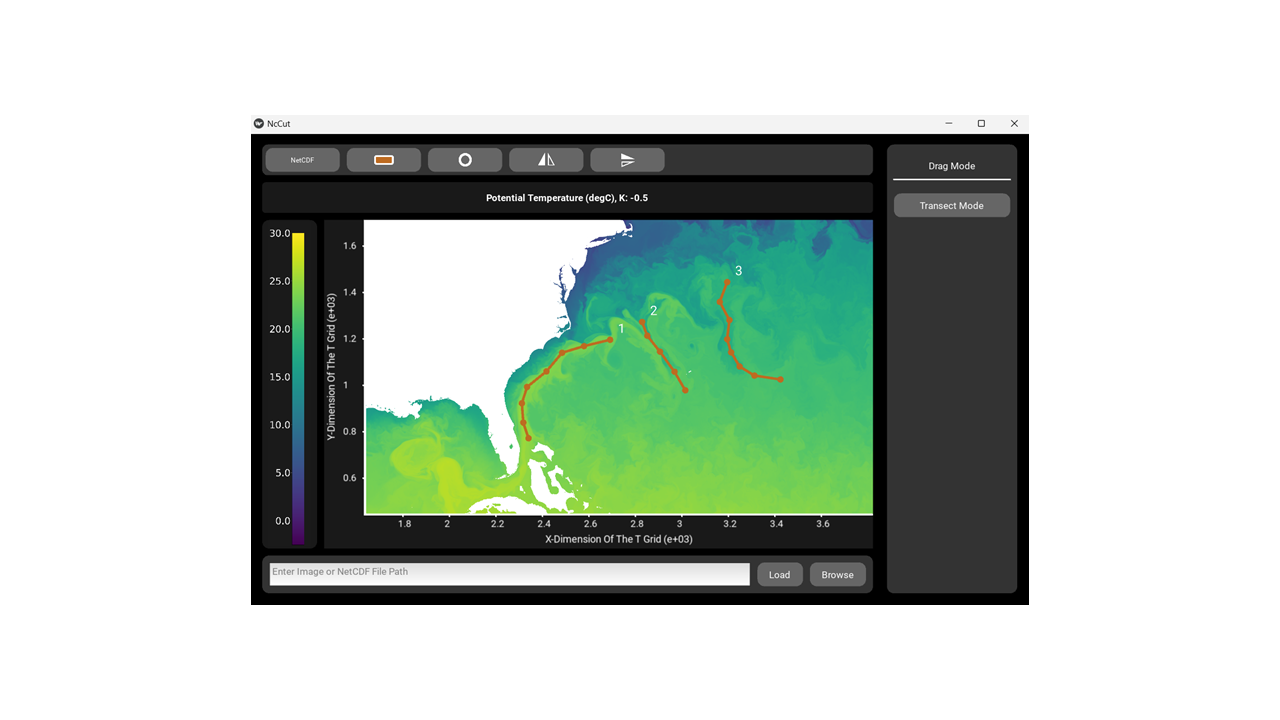 NcCut
NetCDF
Potential Temperature (degC), K: -0.5
Drag Mode
Transect Mode
30.0
25.0
20.0
15.0
10.0
5.0
0.0
Y-Dimension Of The T Grid (e+03)
1.6
1.4
1.2
1
0.8
0.6
1
2
3
1.8
2
2.2
2.4
2.6
2.8
3
3.2
3.4
3.6
X-Dimension Of The T Grid (e+03)
Enter Image or NetCDF File Path
Load
Browse